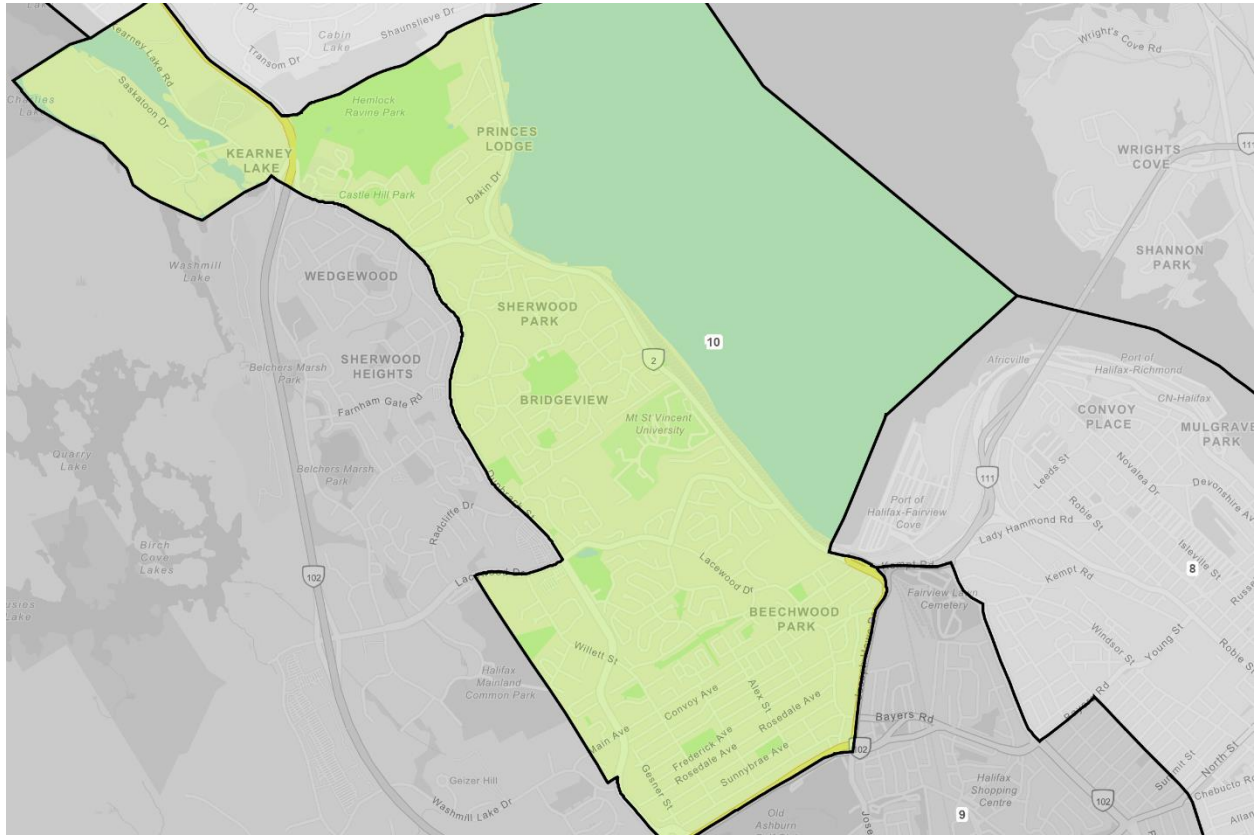 Shaunslieve Dr
Wright's Cove Rd
Kearney Lake Rd
Transom Dr
Cabin
Lake
Saskatoon Dr
Hemlock
Ravine Park
PRINCES
LODGE
WRIGHTS
COVE
111
KEARNEY
LAKE
Castle Hill Park
Dakin Dr
Washmill
Lake
WEDGEWOOD
SHANNON
PARK
SHERWOOD
PARK
10
2
SHERWOOD
HEIGHTS
Belchers Marsh
Park
Africville
Port of
Halifax-Richmond
CN-Halifax
Farnham Gate Rd
BRIDGEVIEW
Mt St Vincent
University
CONVOY
PLACE
MULGRAVE
PARK
Quarry
Lake
Belchers Marsh
Park
Dunbrack St
Radcliffe Dr
111
Leeds St
Novalea Dr
Devonshire Ave
Robie St
Port of
Halifax-Fairview
Cove
Lady Hammond Rd
Isleville St
Birch
Cove
Lakes
102
Lacewood Dr
Lacewood Dr
Kempt Rd
8
Fairview Lawn
Cemetery
BEECHWOOD
PARK
Windsor St
Young St
Robie St
Willett St
Halifax
Mainland
Common Park
Alex St
Convoy Ave
Rosedale Ave
Bayers Rd
Main Ave
Frederick Ave
Rosedale Ave
Sunnybrae Ave
102
Gesner St
Geizer Hill
Washmill Lake Dr
Halifax
Shopping
Centre
Summit St
North St
Chebucto Rd
102
Old
Ashburn
9